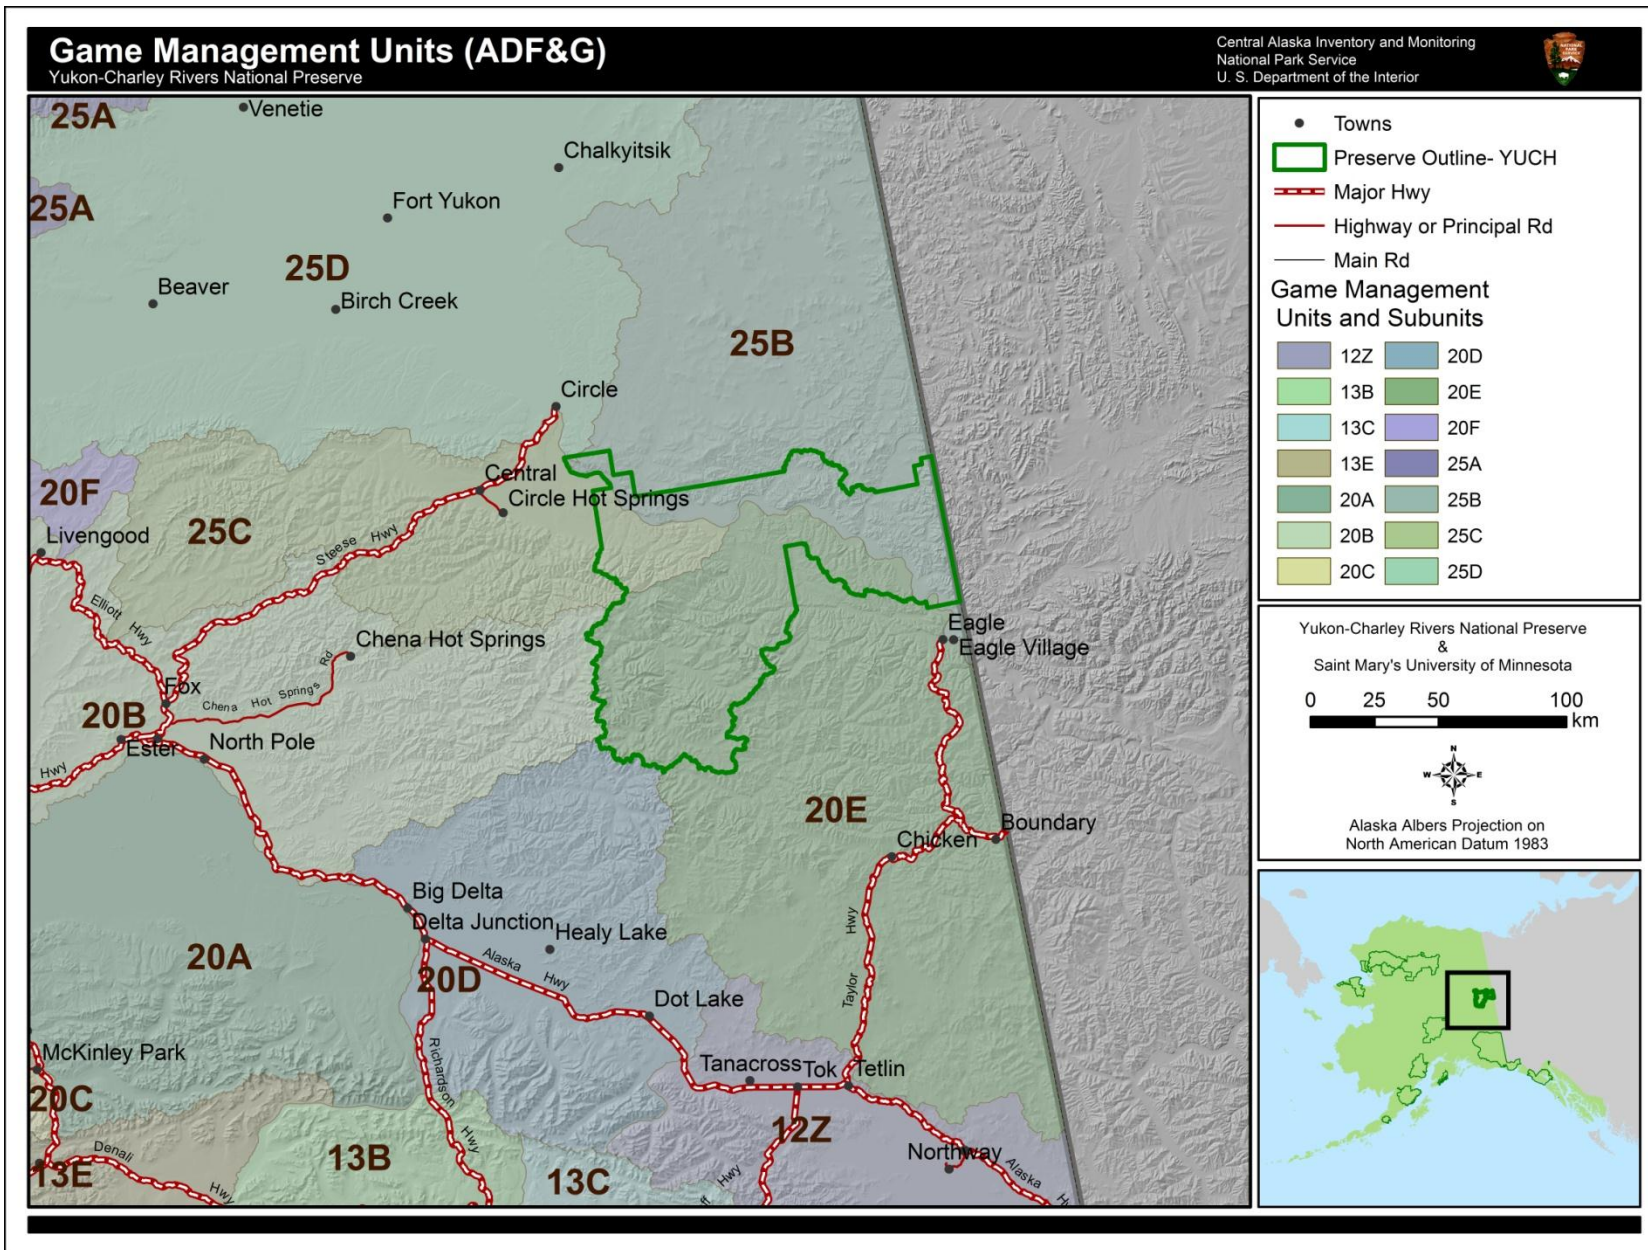 Game Management Units (ADF&G)
Yukon-Charley Rivers National Preserve
Central Alaska Inventory and Monitoring
National Park Service
U. S. Department of the Interior
25A
Venetie
Chalkyitsik
25A
Fort Yukon
25D
Beaver
Birch Creek
25B
Circle
Central
Circle Hot Springs
20F
Livengood
25C
Steese Hwy
Elliott Hwy
Chena Hot Springs
Chena Hot Springs Rd
Eagle
Eagle Village
Fox
20B
Ester
North Pole
Hwy
20E
Boundary
Chicken
Big Delta
Delta Junction
Healy Lake
20A
20D
Alaska Hwy
Taylor Hwy
Dot Lake
McKinley Park
Richardson Hwy
Tanacross
Tok
Tetlin
20C
12Z
Denali Hwy
13E
13B
13C
Northway
Hwy
Alaska
Towns
Preserve Outline- YUCH
Major Hwy
Highway or Principal Rd
Main Rd
Game Management
Units and Subunits
12Z
20D
13B
20E
13C
20F
13E
25A
20A
25B
20B
25C
20C
25D
Yukon-Charley Rivers National Preserve
&
Saint Mary's University of Minnesota
0 25 50 100
km
N
W E
S
Alaska Albers Projection on
North American Datum 1983